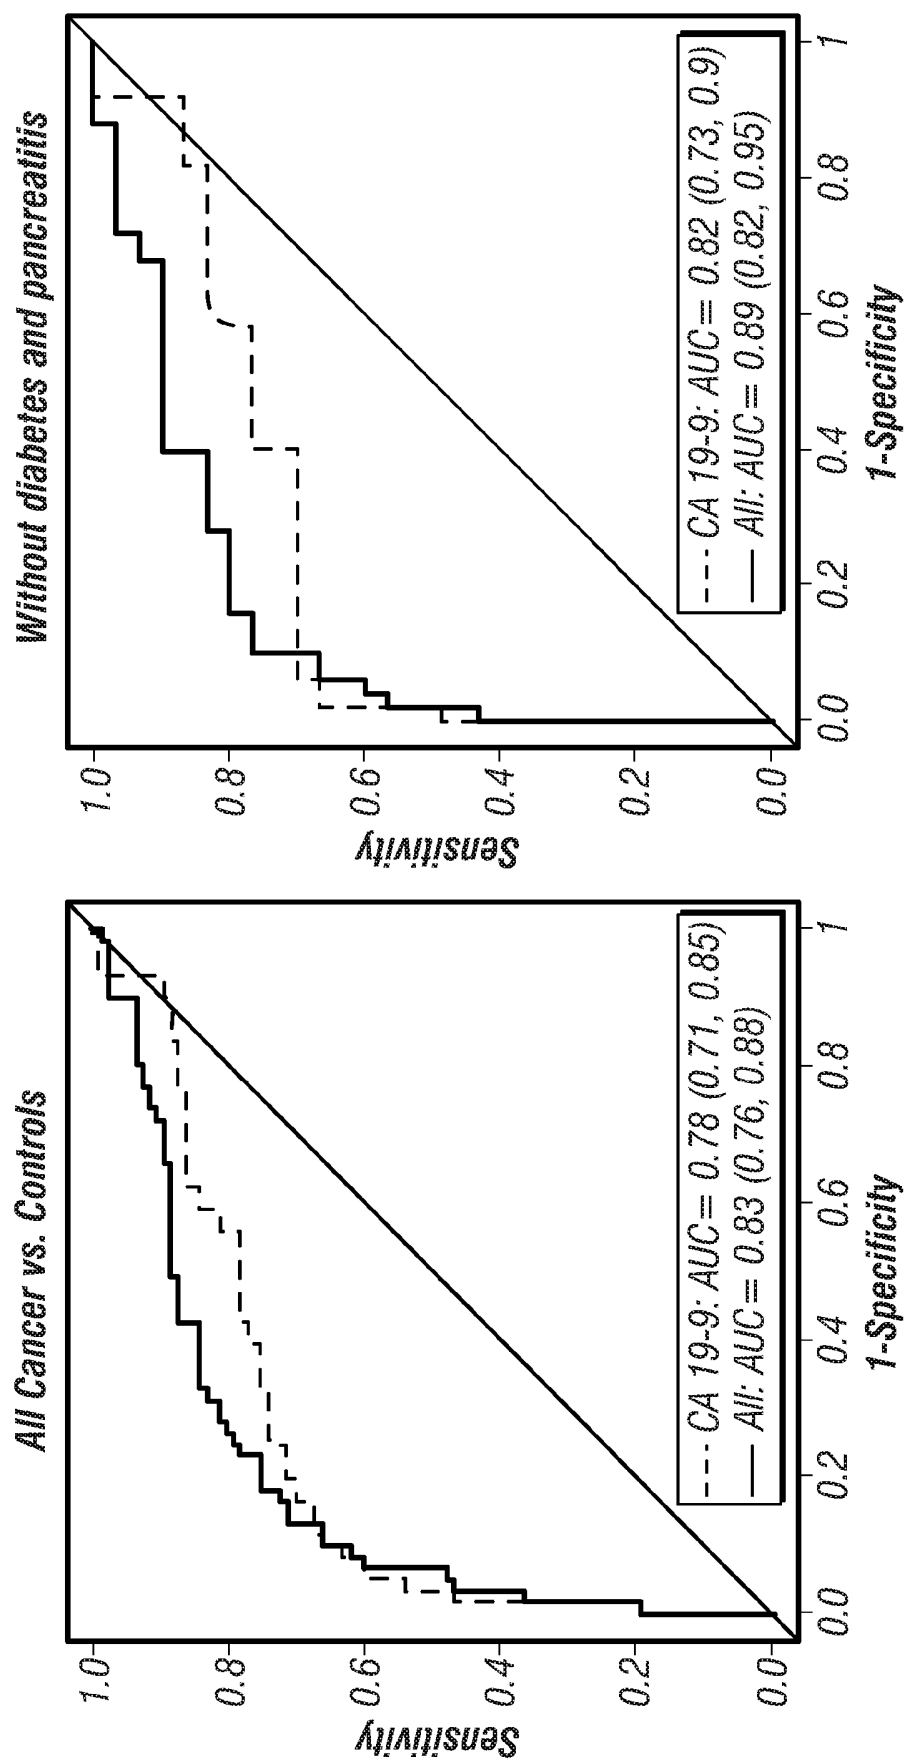 All Cancer vs. Controls
Sensitivity
1.0
0.8
0.6
0.4
0.2
0.0
0.0
0.2
0.4
0.6
0.8
1
1-Specificity
CA 19-9: AUC = 0.78 (0.71, 0.85)
All: AUC = 0.83 (0.76, 0.88)
Without diabetes and pancreatitis
Sensitivity
1.0
0.8
0.6
0.4
0.2
0.0
0.0
0.2
0.4
0.6
0.8
1
1-Specificity
CA 19-9: AUC = 0.82 (0.73, 0.9)
All: AUC = 0.89 (0.82, 0.95)